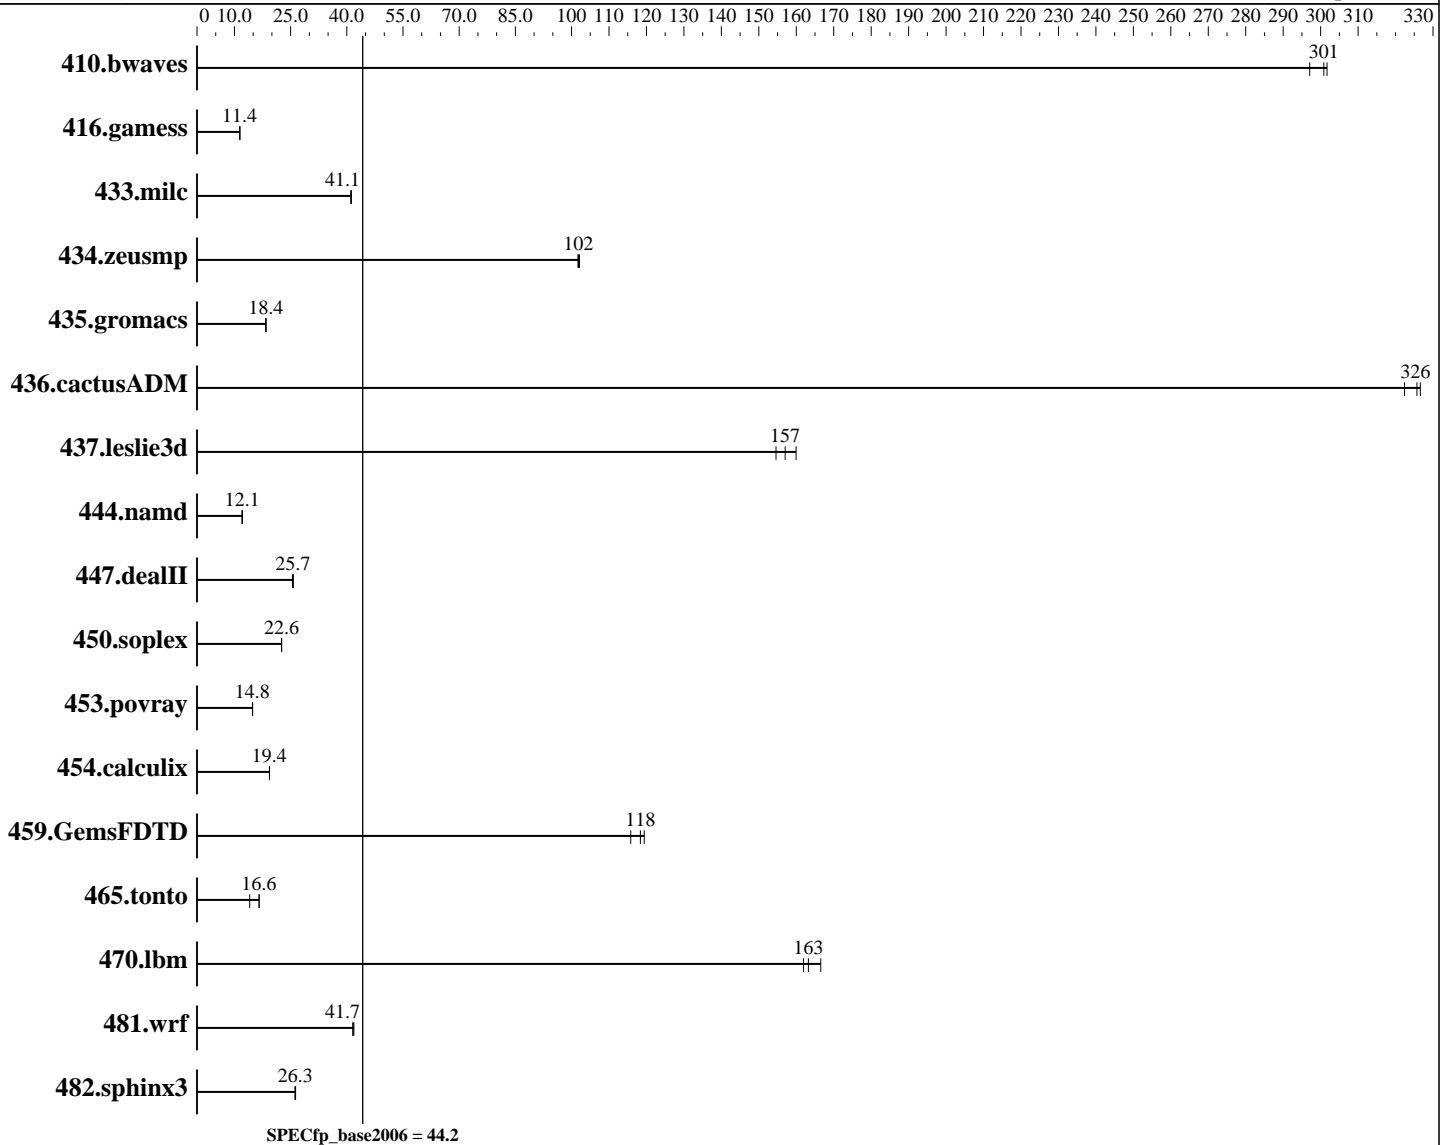 0 10.0 25.0 40.0 55.0 70.0 85.0 100 110 120 130 140 150 160 170 180 190 200 210 220 230 240 250 260 270 280 290 300 310 330
410.bwaves 301
416.gamess 11.4
433.milc 41.1
434.zeusmp 102
435.gromacs 18.4
436.cactusADM 326
437.leslie3d 157
444.namd 12.1
447.dealII 25.7
450.soplex 22.6
453.povray 14.8
454.calculix 19.4
459.GemsFDTD 118
465.tonto 16.6
470.lbm 163
481.wrf 41.7
482.sphinx3 26.3
SPECfp_base2006 = 44.2